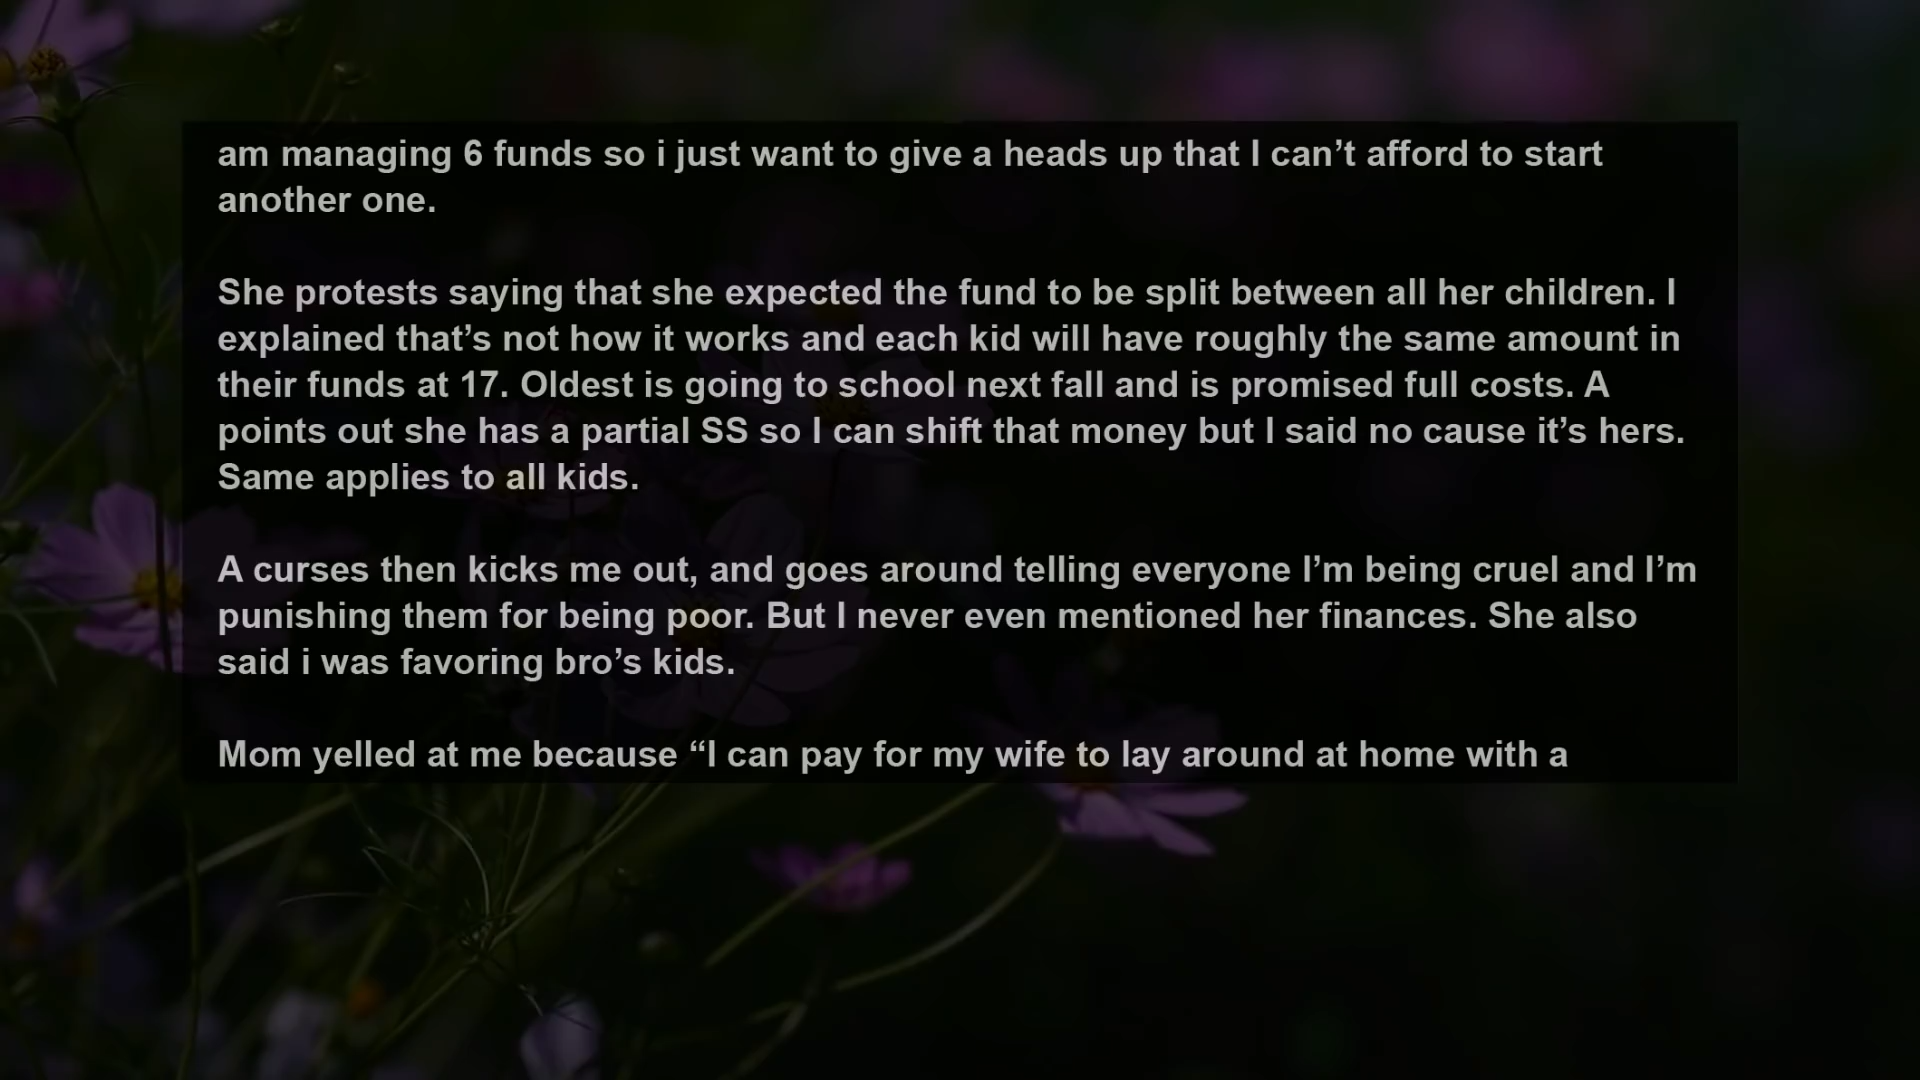 am managing 6 funds so i just want to give a heads up that I can’t afford to start
another one.
She protests saying that she expected the fund to be split between all her children. I
explained that’s not how it works and each kid will have roughly the same amount in
their funds at 17. Oldest is going to school next fall and is promised full costs. A
points out she has a partial SS so I can shift that money but I said no cause it’s hers.
Same applies to all kids.
A curses then kicks me out, and goes around telling everyone I’m being cruel and I’m
punishing them for being poor. But I never even mentioned her finances. She also
said i was favoring bro’s kids.
Mom yelled at me because “I can pay for my wife to lay around at home with a